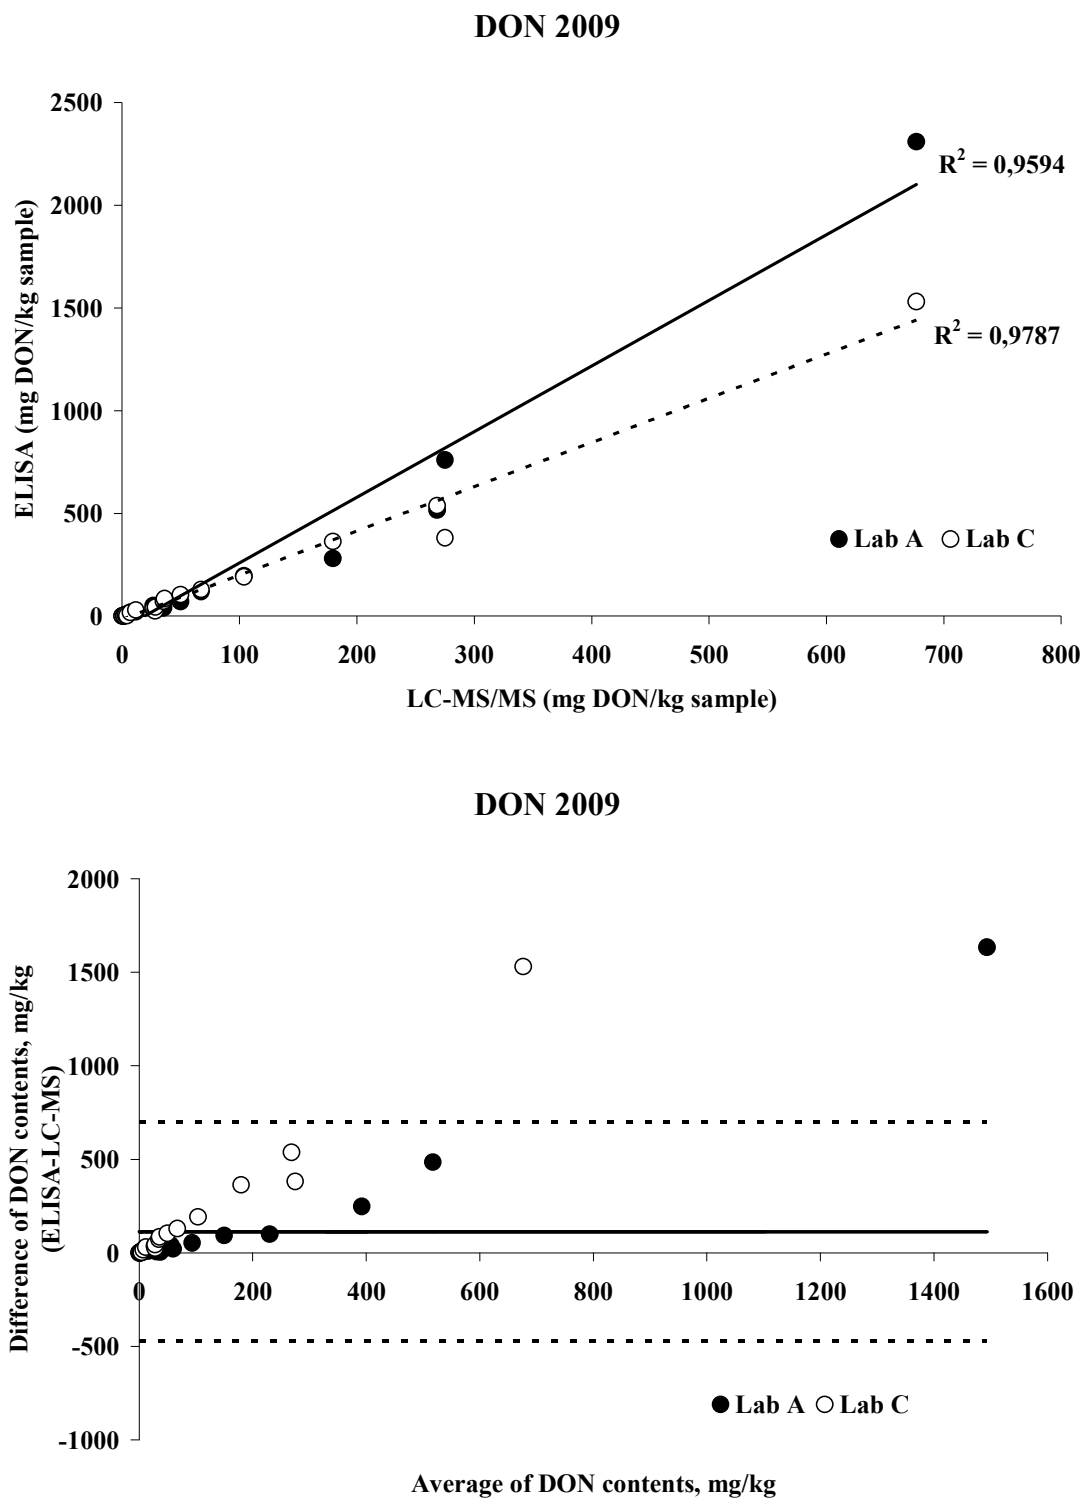 DON 2009
2500
2000
1500
1000
500
0
ELISA (mg DON/kg sample)
R² = 0,9594
R² = 0,9787
Lab A Lab C
0 100 200 300 400 500 600 700 800
LC-MS/MS (mg DON/kg sample)
DON 2009
2000
1500
1000
500
0
-500
-1000
Difference of DON contents, mg/kg
(ELISA-LC-MS)
0 200 400 600 800 1000 1200 1400 1600
Lab A Lab C
Average of DON contents, mg/kg